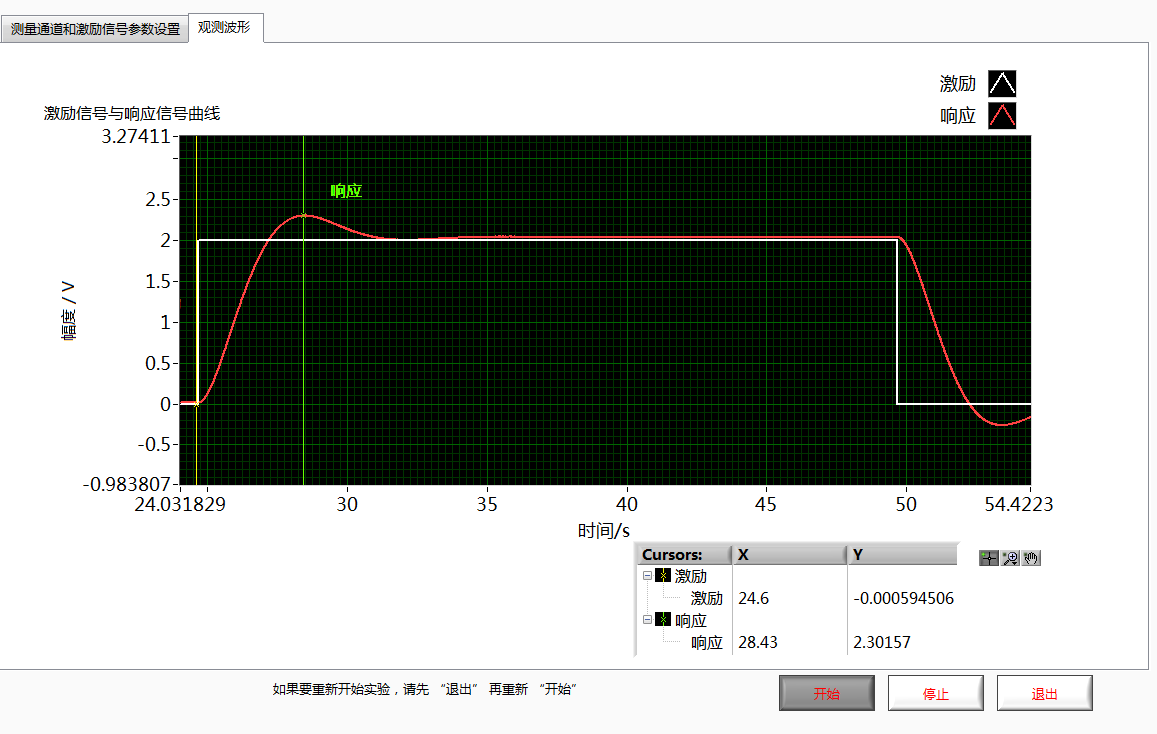 测量通道和激励信号参数设置 观测波形
激励
响应
激励信号与响应信号曲线
3.27411
2.5
2
1.5
1
0.5
0
-0.5
-0.983807
幅度 / V
响应
24.031829 30 35 40 45 50 54.4223
时间/s
Cursors: X Y
激励
激励 24.6 -0.000594506
响应
响应 28.43 2.30157
如果要重新开始实验，请先 “退出” 再重新 “开始”
开始 停止 退出